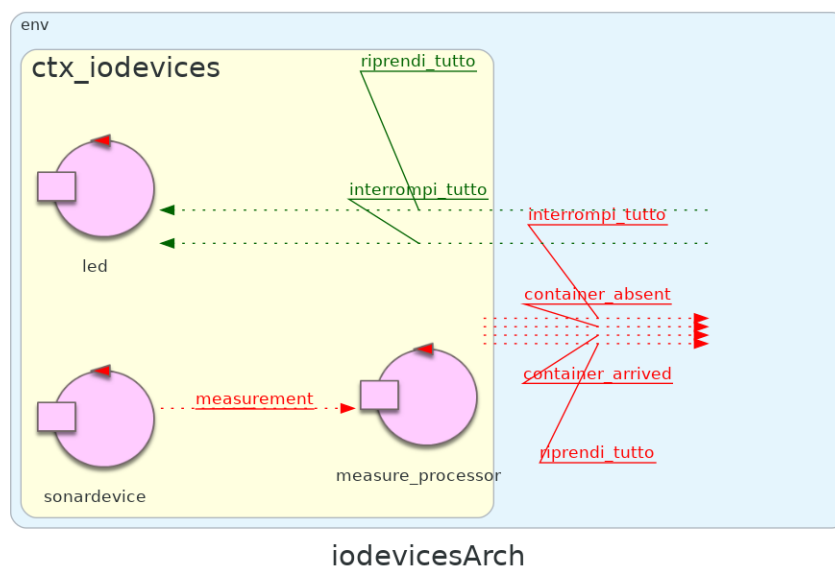 env
ctx_iodevices
riprendi_tutto
interrompi_tutto
interrompi_tutto
led
container_absent
container_arrived
measurement
riprendi_tutto
measure_processor
sonardevice
iodevicesArch